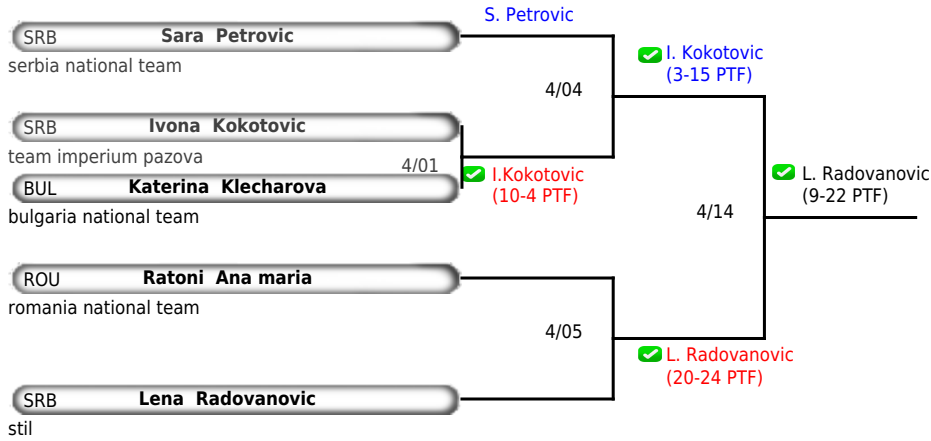 S. Petrovic
SRB Sara Petrovic
serbia national team
I. Kokotovic
(3-15 PTF)
4/04
SRB Ivona Kokotovic
team imperium pazova
4/01
I.Kokotovic
(10-4 PTF)
BUL Katerina Klecharova
bulgaria national team
L. Radovanovic
(9-22 PTF)
4/14
ROU Ratoni Ana maria
romania national team
4/05
L. Radovanovic
(20-24 PTF)
SRB Lena Radovanovic
stil